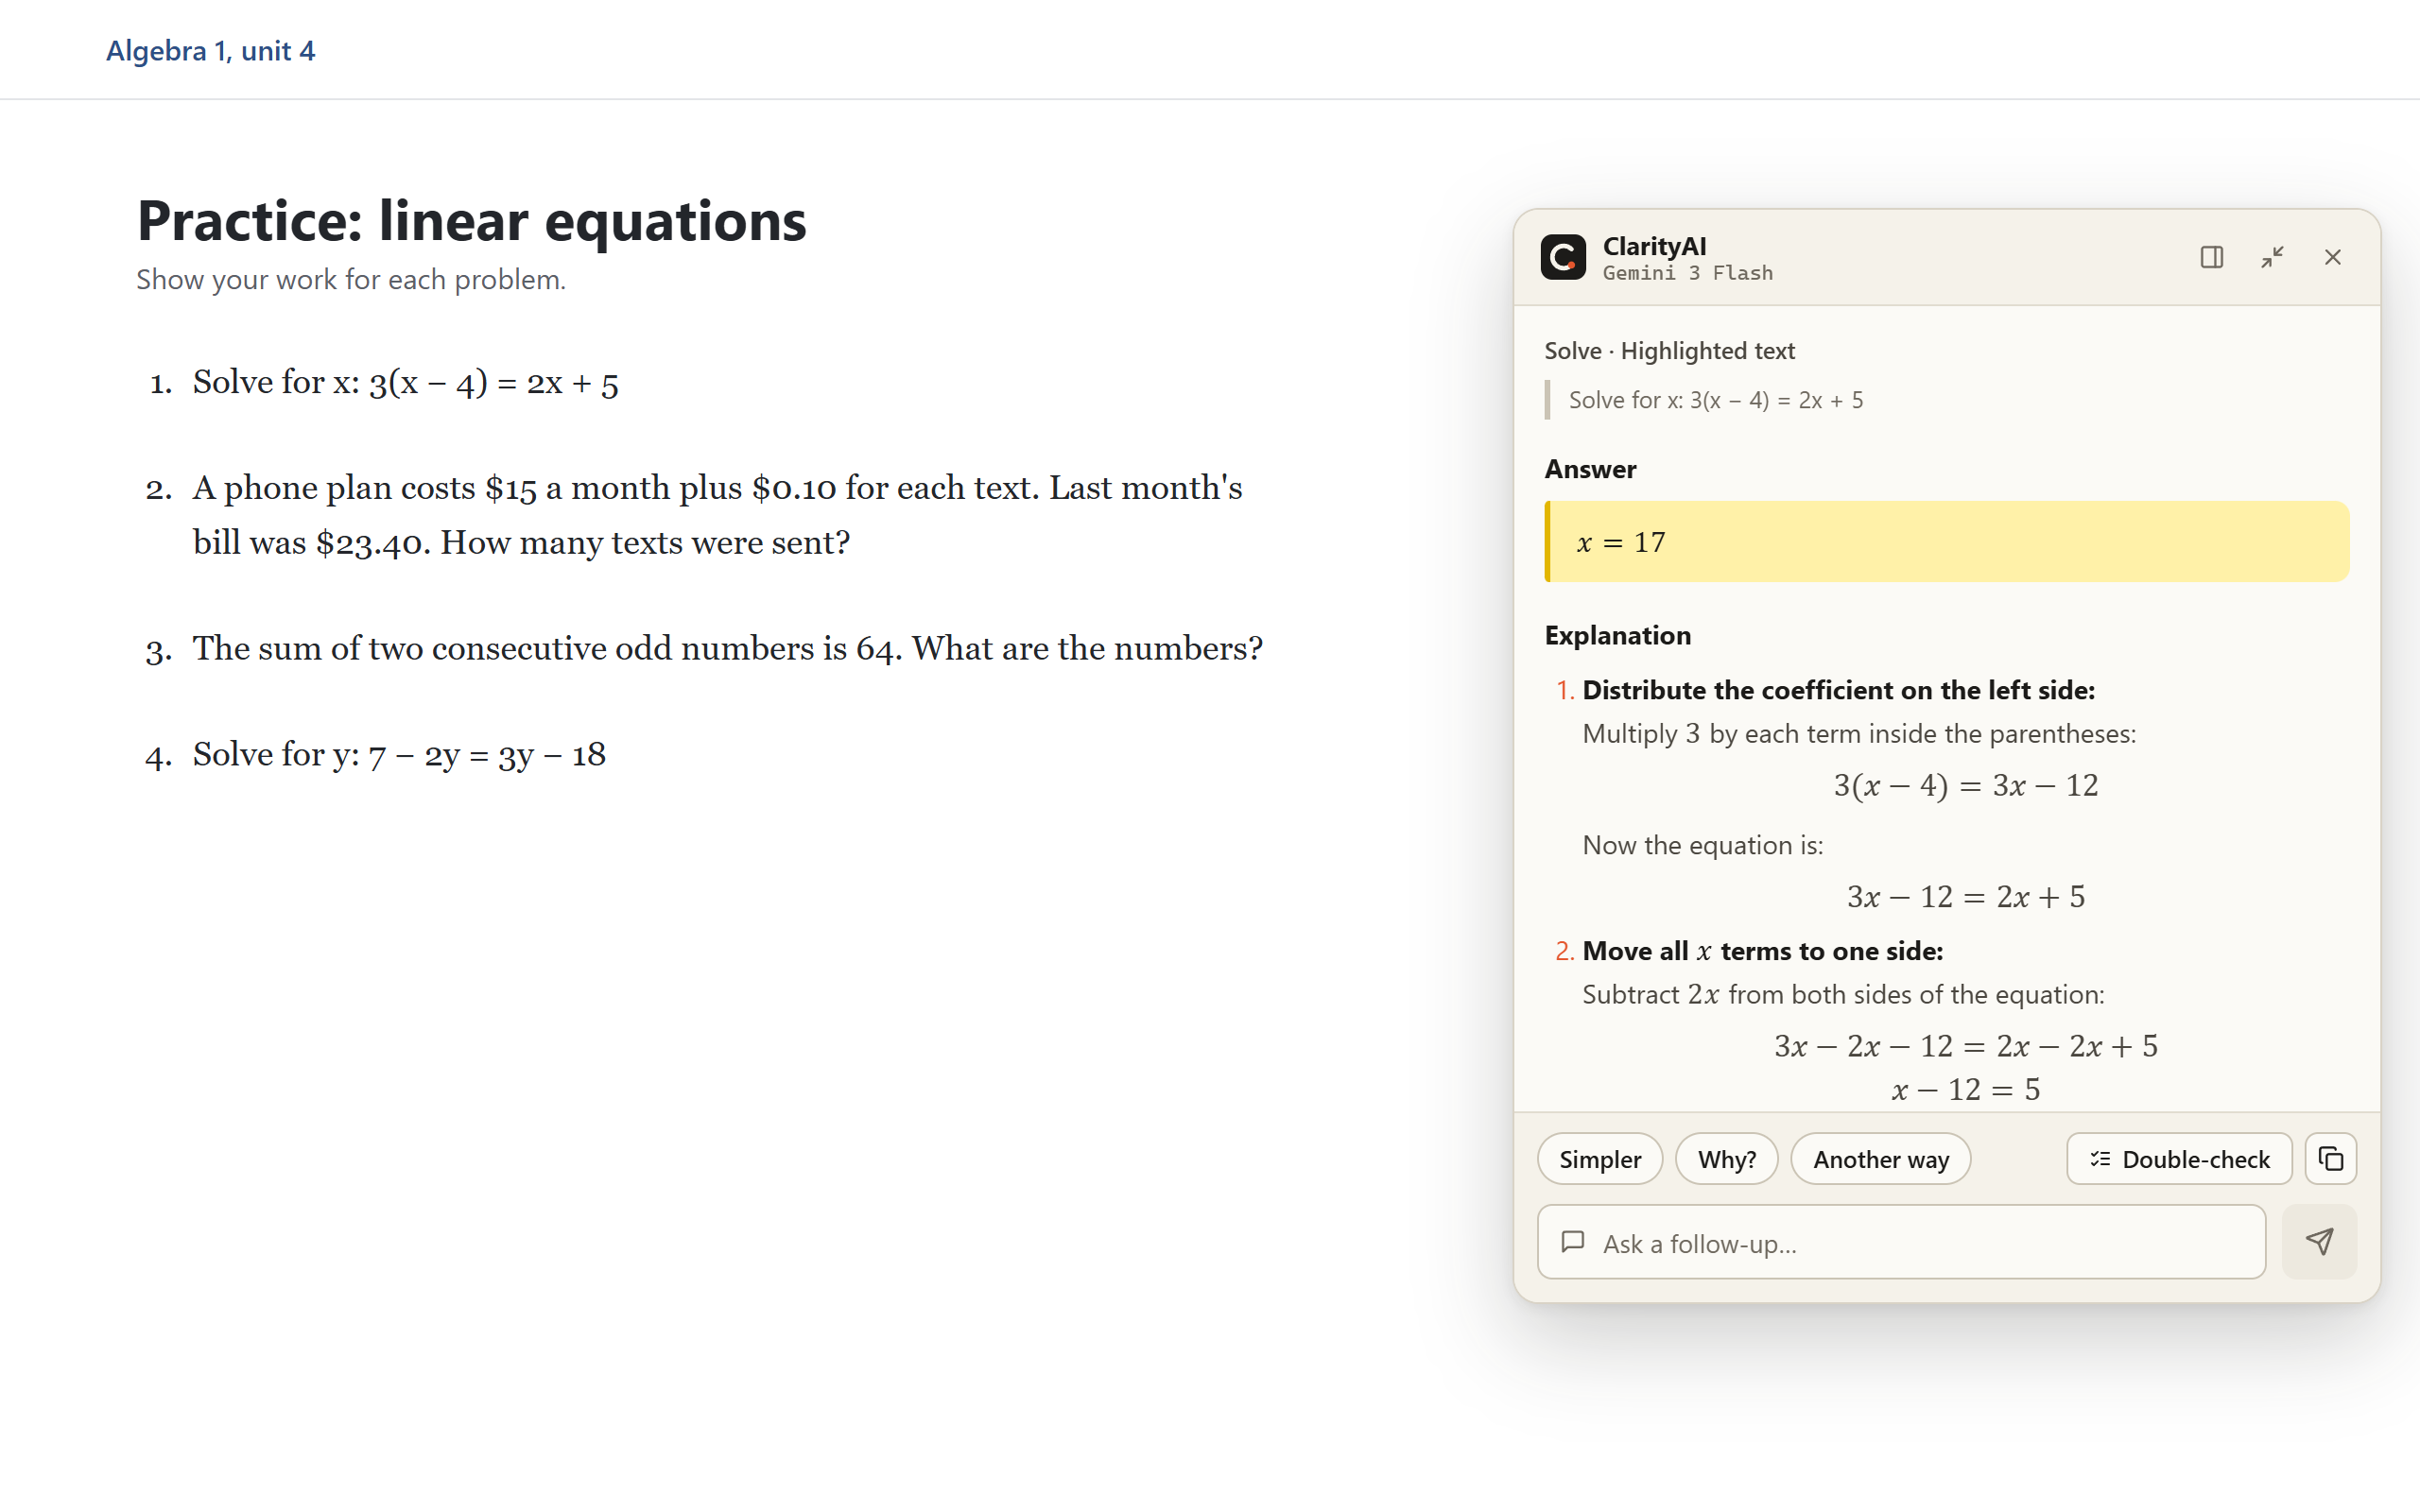 Algebra 1, unit 4
Practice: linear equations
Show your work for each problem.
1. Solve for x: 3(x − 4) = 2x + 5
2. A phone plan costs $15 a month plus $0.10 for each text. Last month's
bill was $23.40. How many texts were sent?
3. The sum of two consecutive odd numbers is 64. What are the numbers?
4. Solve for y: 7 − 2y = 3y − 18
ClarityAI
Gemini 3 Flash
Solve · Highlighted text
Solve for x: 3(x − 4) = 2x + 5
Answer
x = 17
Explanation
1. Distribute the coefficient on the left side:
Multiply 3 by each term inside the parentheses:
3(x − 4) = 3x − 12
Now the equation is:
3x − 12 = 2x + 5
2. Move all x terms to one side:
Subtract 2x from both sides of the equation:
3x − 2x − 12 = 2x − 2x + 5
x − 12 = 5
Simpler Why? Another way Double-check
Ask a follow-up...